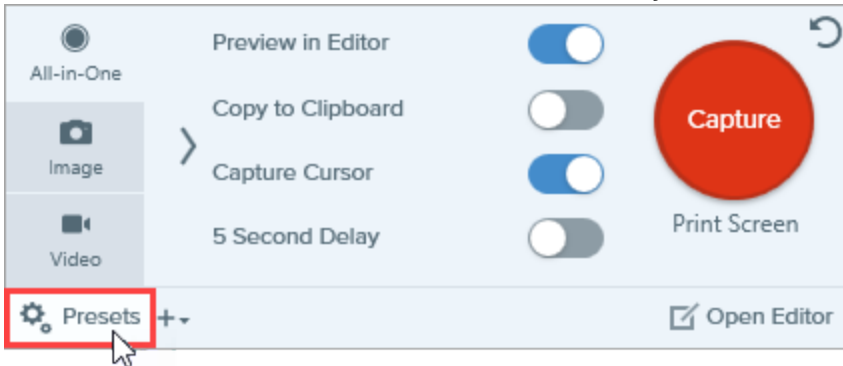 All-in-One
Image
Video
Preview in Editor
Copy to Clipboard
Capture Cursor
5 Second Delay
Capture
Print Screen
Presets
Open Editor